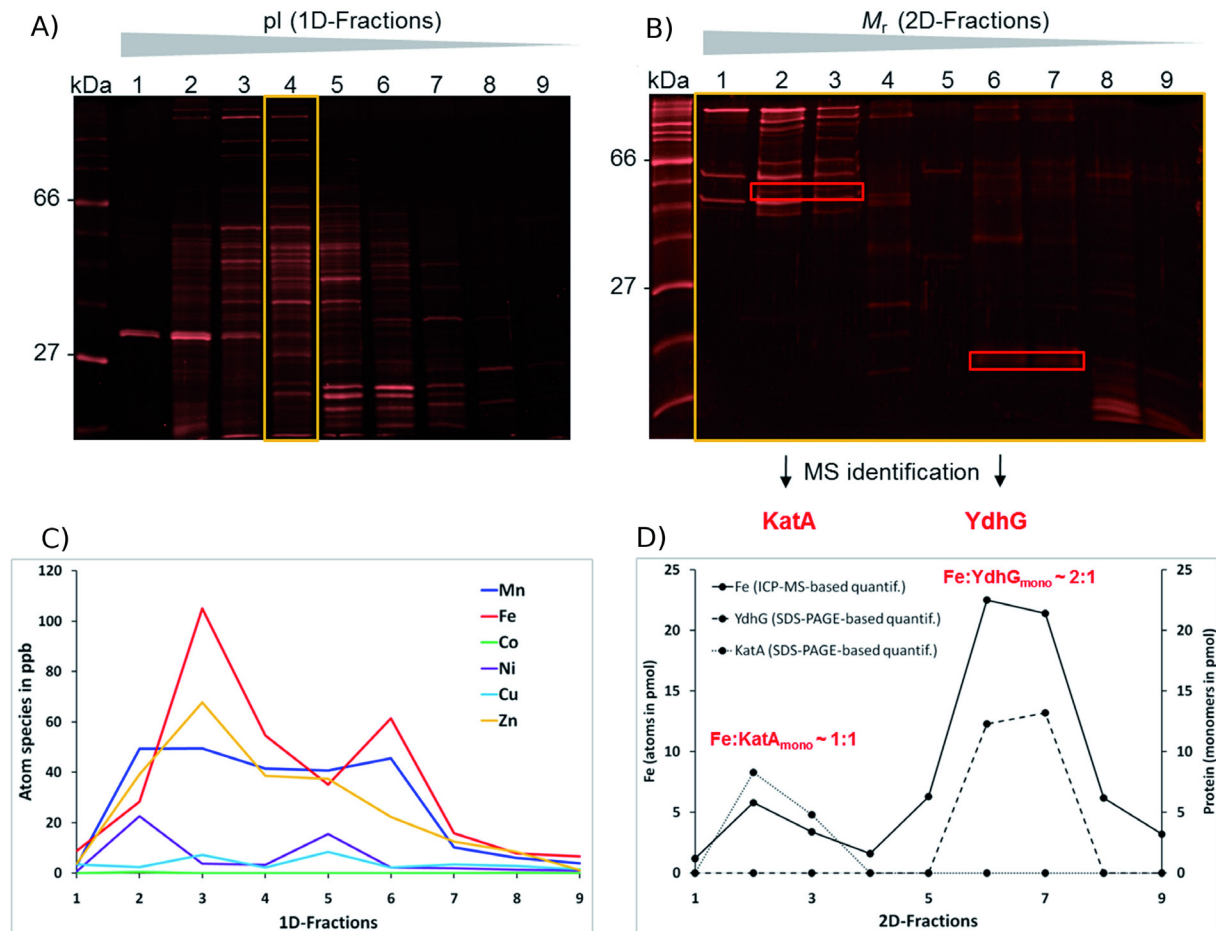 A)
pI (1D-Fractions)
kDa 1 2 3 4 5 6 7 8 9
66
27
B)
Mr (2D-Fractions)
kDa 1 2 3 4 5 6 7 8 9
66
27
MS identification
KatA YdhG
C)
Atom species in ppb
120
100
80
60
40
20
0
Mn
Fe
Co
Ni
Cu
Zn
1 2 3 4 5 6 7 8 9
1D-Fractions
D)
Fe (atoms in pmol)
25
20
15
10
5
0
Fe (ICP-MS-based quantif.)
YdhG (SDS-PAGE-based quantif.)
KatA (SDS-PAGE-based quantif.)
Fe:YdhGmono ~ 2:1
Fe:KatAmono ~ 1:1
25
20
15
10
5
0
Protein (monomers in pmol)
1 3 5 7 9
2D-Fractions